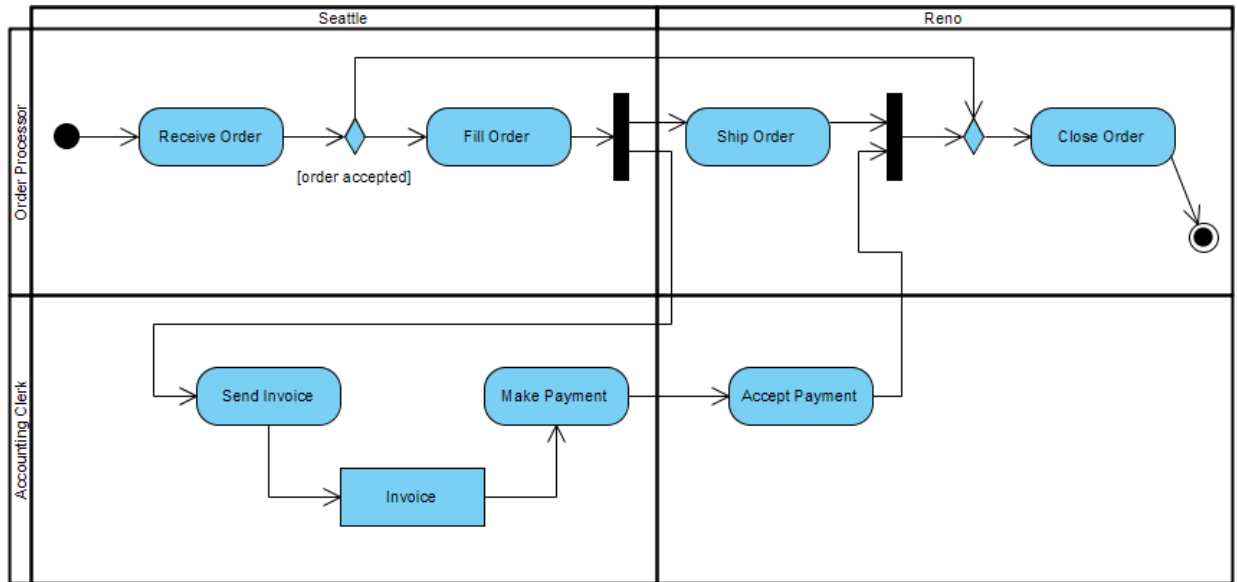 Seattle
Reno
Order Processor
Receive Order
Fill Order
Ship Order
Close Order
[order accepted]
Accounting Clerk
Send Invoice
Make Payment
Accept Payment
Invoice